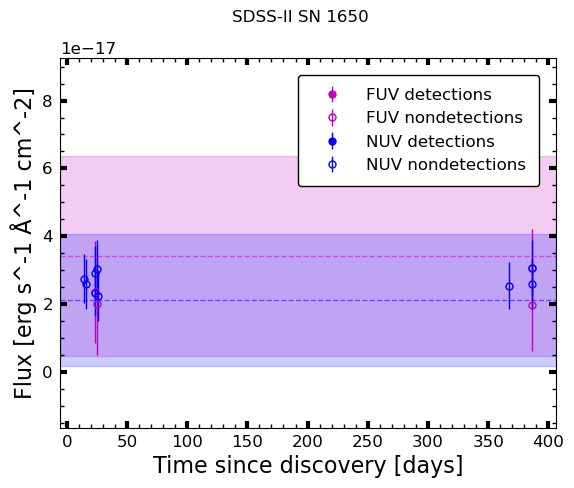 SDSS-II SN 1650
1e−17
FUV detections
FUV nondetections
NUV detections
NUV nondetections
8
6
4
2
0
Flux [erg s^-1 Å^-1 cm^-2]
0 50 100 150 200 250 300 350 400
Time since discovery [days]